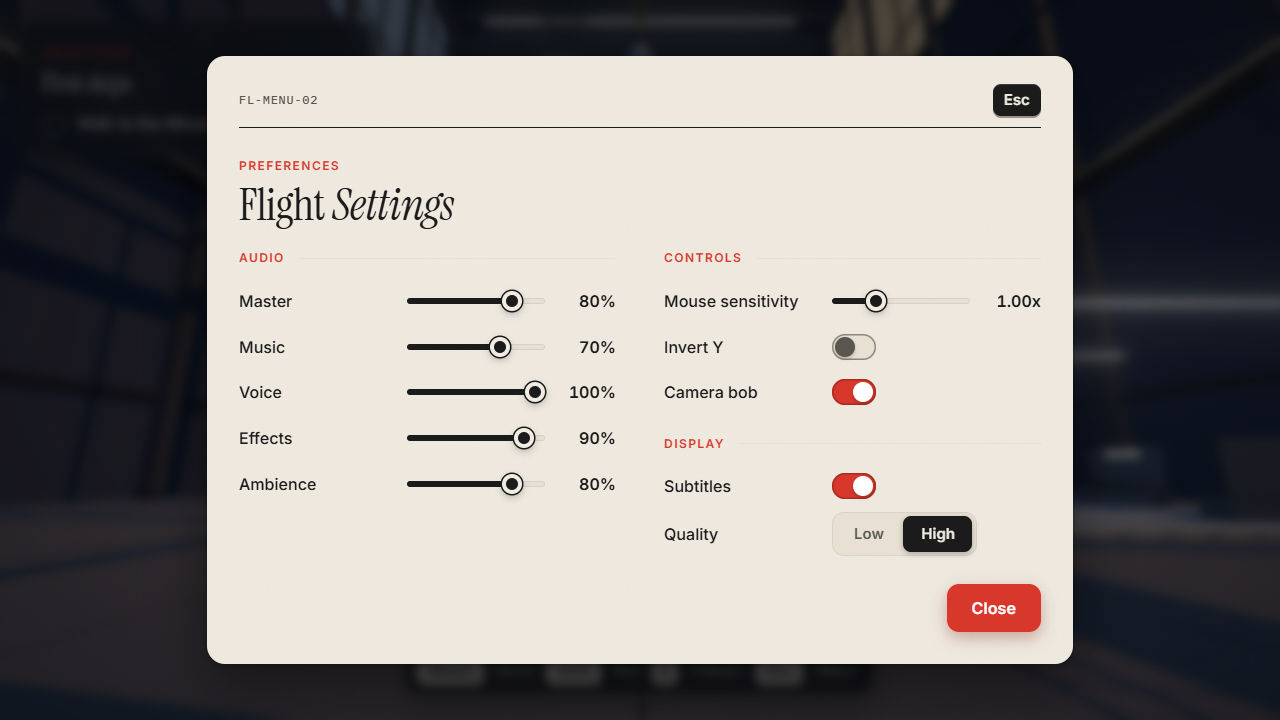 FL-MENU-02
Esc
PREFERENCES
Flight Settings
AUDIO
Master 80%
Music 70%
Voice 100%
Effects 90%
Ambience 80%
CONTROLS
Mouse sensitivity 1.00x
Invert Y
Camera bob
DISPLAY
Subtitles
Quality Low High
Close